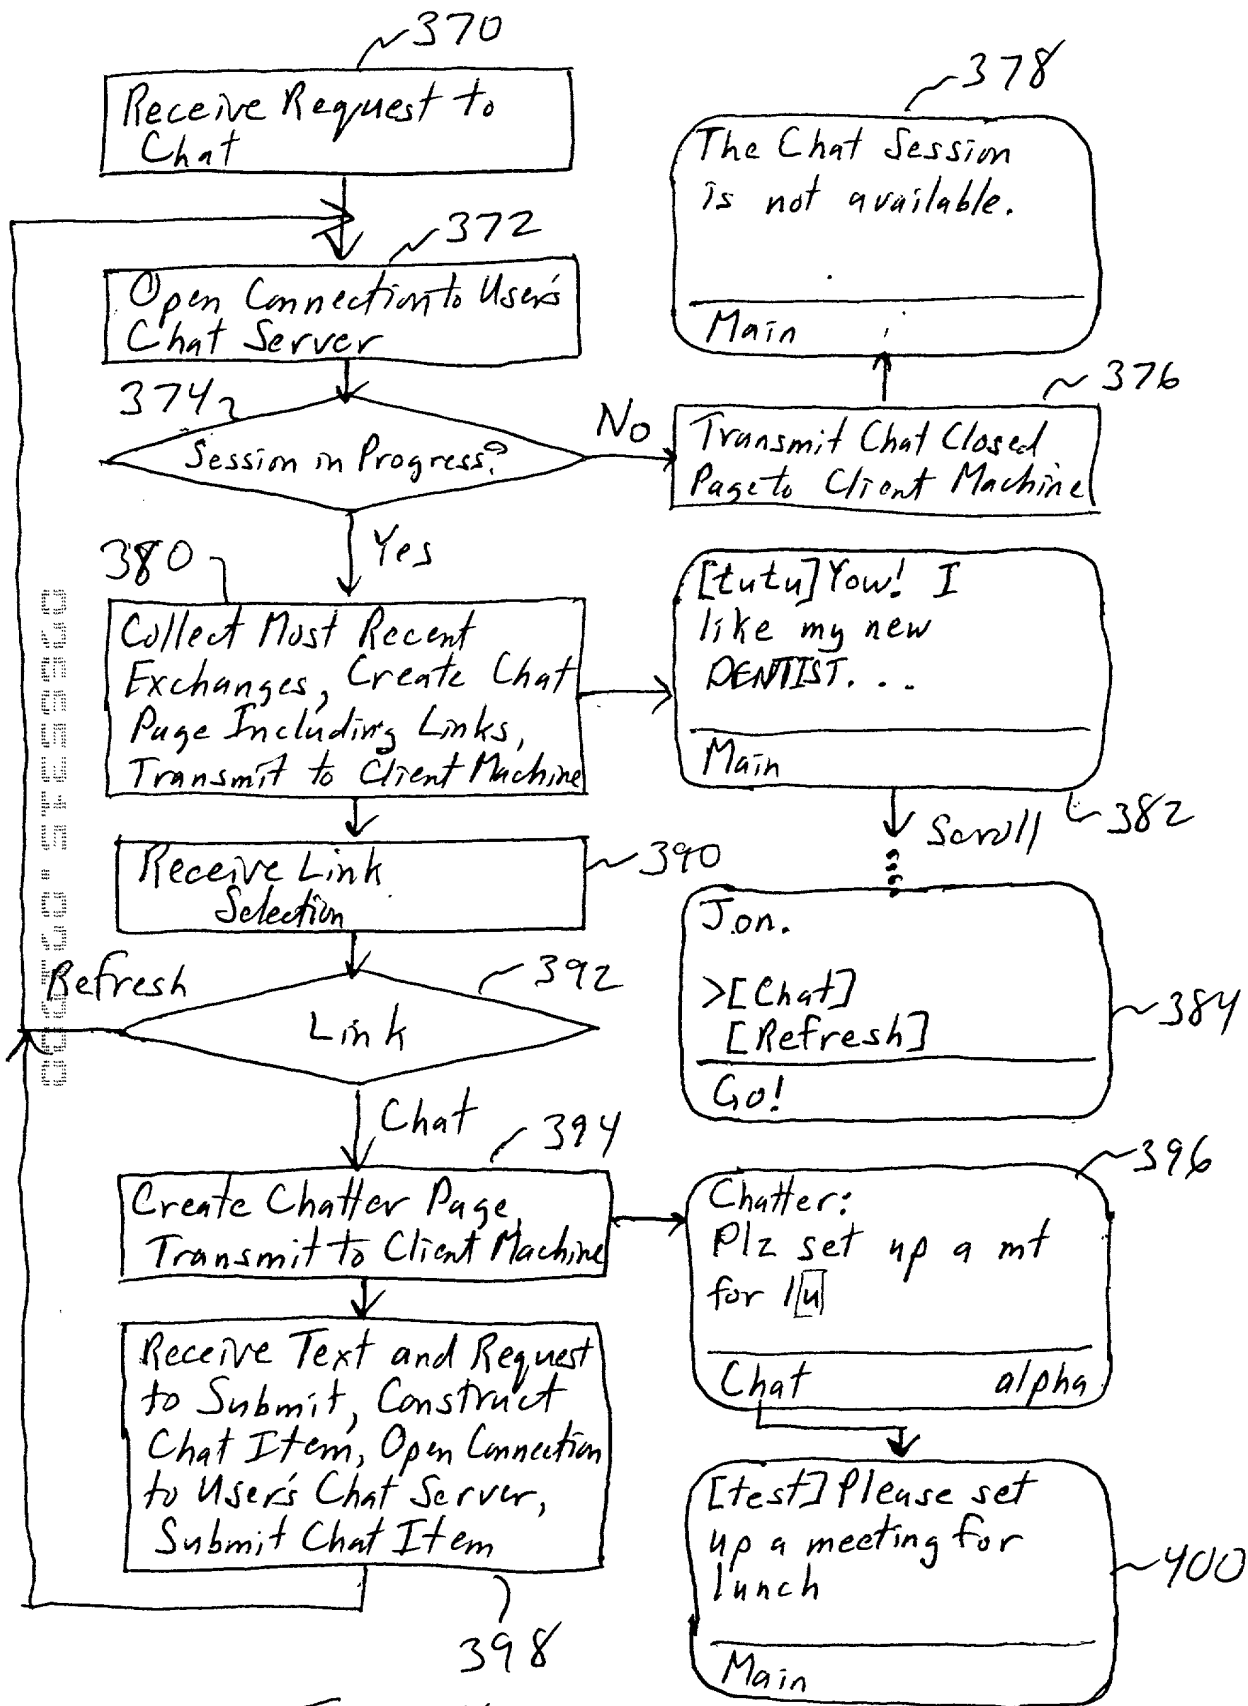 370
Receive Request to
Chat
378
The Chat Session
is not available.
Main
372
Open Connection to User's
Chat Server
374
Session in Progress?
No
376
Transmit Chat Closed
Page to Client Machine
Yes
380
Collect Most Recent
Exchanges, Create Chat
Page Including Links,
Transmit to Client Machine
[tutu] Yow! I
like my new
DENTIST...
Main
382
Scroll
390
Receive Link
Selection
Jon.
>[Chat]
[Refresh]
Go!
384
Refresh
392
Link
Chat
394
Create Chatter Page
Transmit to Client Machine
396
Chatter:
Plz set up a mt
for lu
Chat alpha
Receive Text and Request
to Submit, Construct
Chat Item, Open Connection
to User's Chat Server,
Submit Chat Item
398
[test] Please set
up a meeting for
lunch
Main
400